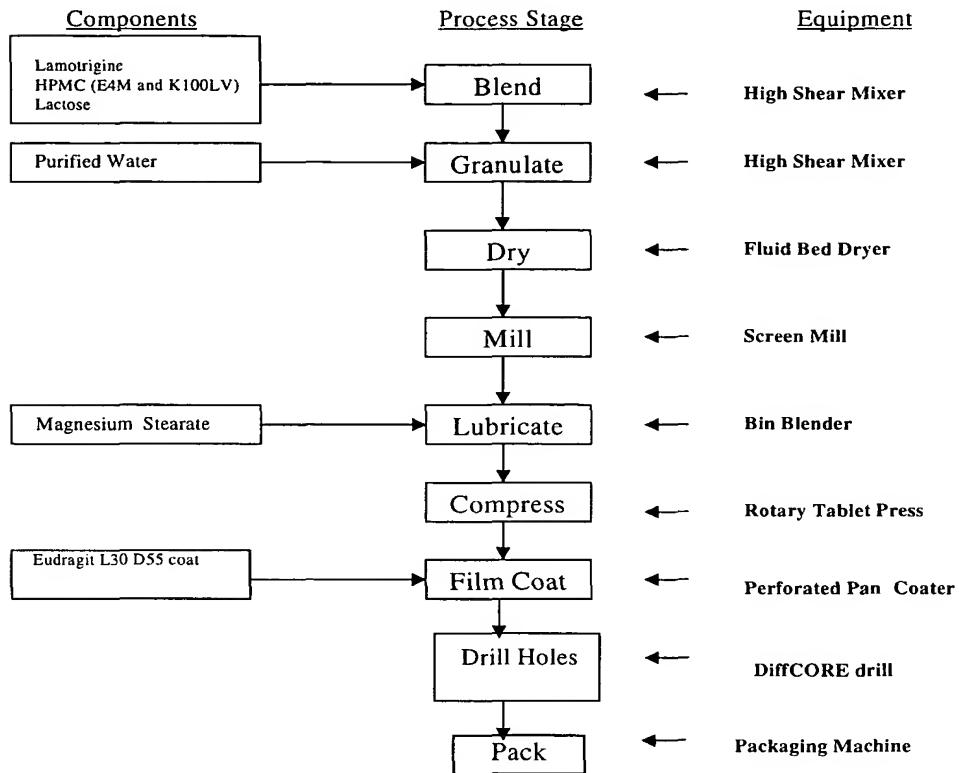 Components
Process Stage
Equipment
Lamotrigine
HPMC (E4M and K100LV)
Lactose
Blend
High Shear Mixer
Purified Water
Granulate
High Shear Mixer
Dry
Fluid Bed Dryer
Mill
Screen Mill
Magnesium Stearate
Lubricate
Bin Blender
Compress
Rotary Tablet Press
Eudragit L30 D55 coat
Film Coat
Perforated Pan Coater
Drill Holes
DiffCORE drill
Pack
Packaging Machine